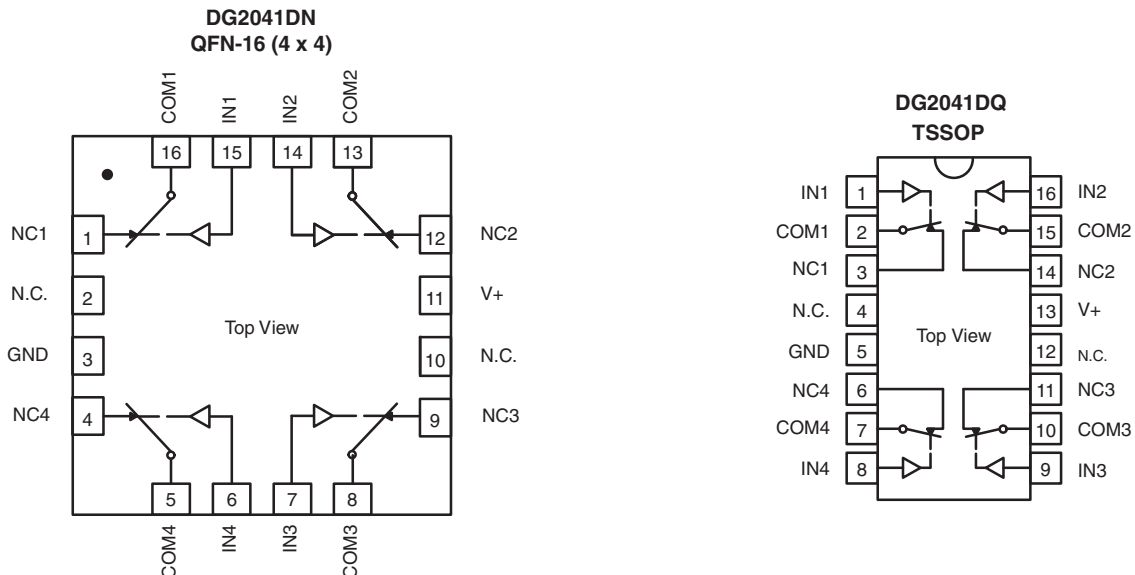 DG2041DN
QFN-16 (4 x 4)
COM1
IN1
IN2
COM2
16
15
14
13
NC1
1
12
NC2
N.C.
2
11
V+
Top View
GND
3
10
N.C.
NC4
4
9
NC3
5
6
7
8
COM4
IN4
IN3
COM3
DG2041DQ
TSSOP
IN1
1
16
IN2
COM1
2
15
COM2
NC1
3
14
NC2
N.C.
4
13
V+
Top View
GND
5
12
N.C.
NC4
6
11
NC3
COM4
7
10
COM3
IN4
8
9
IN3